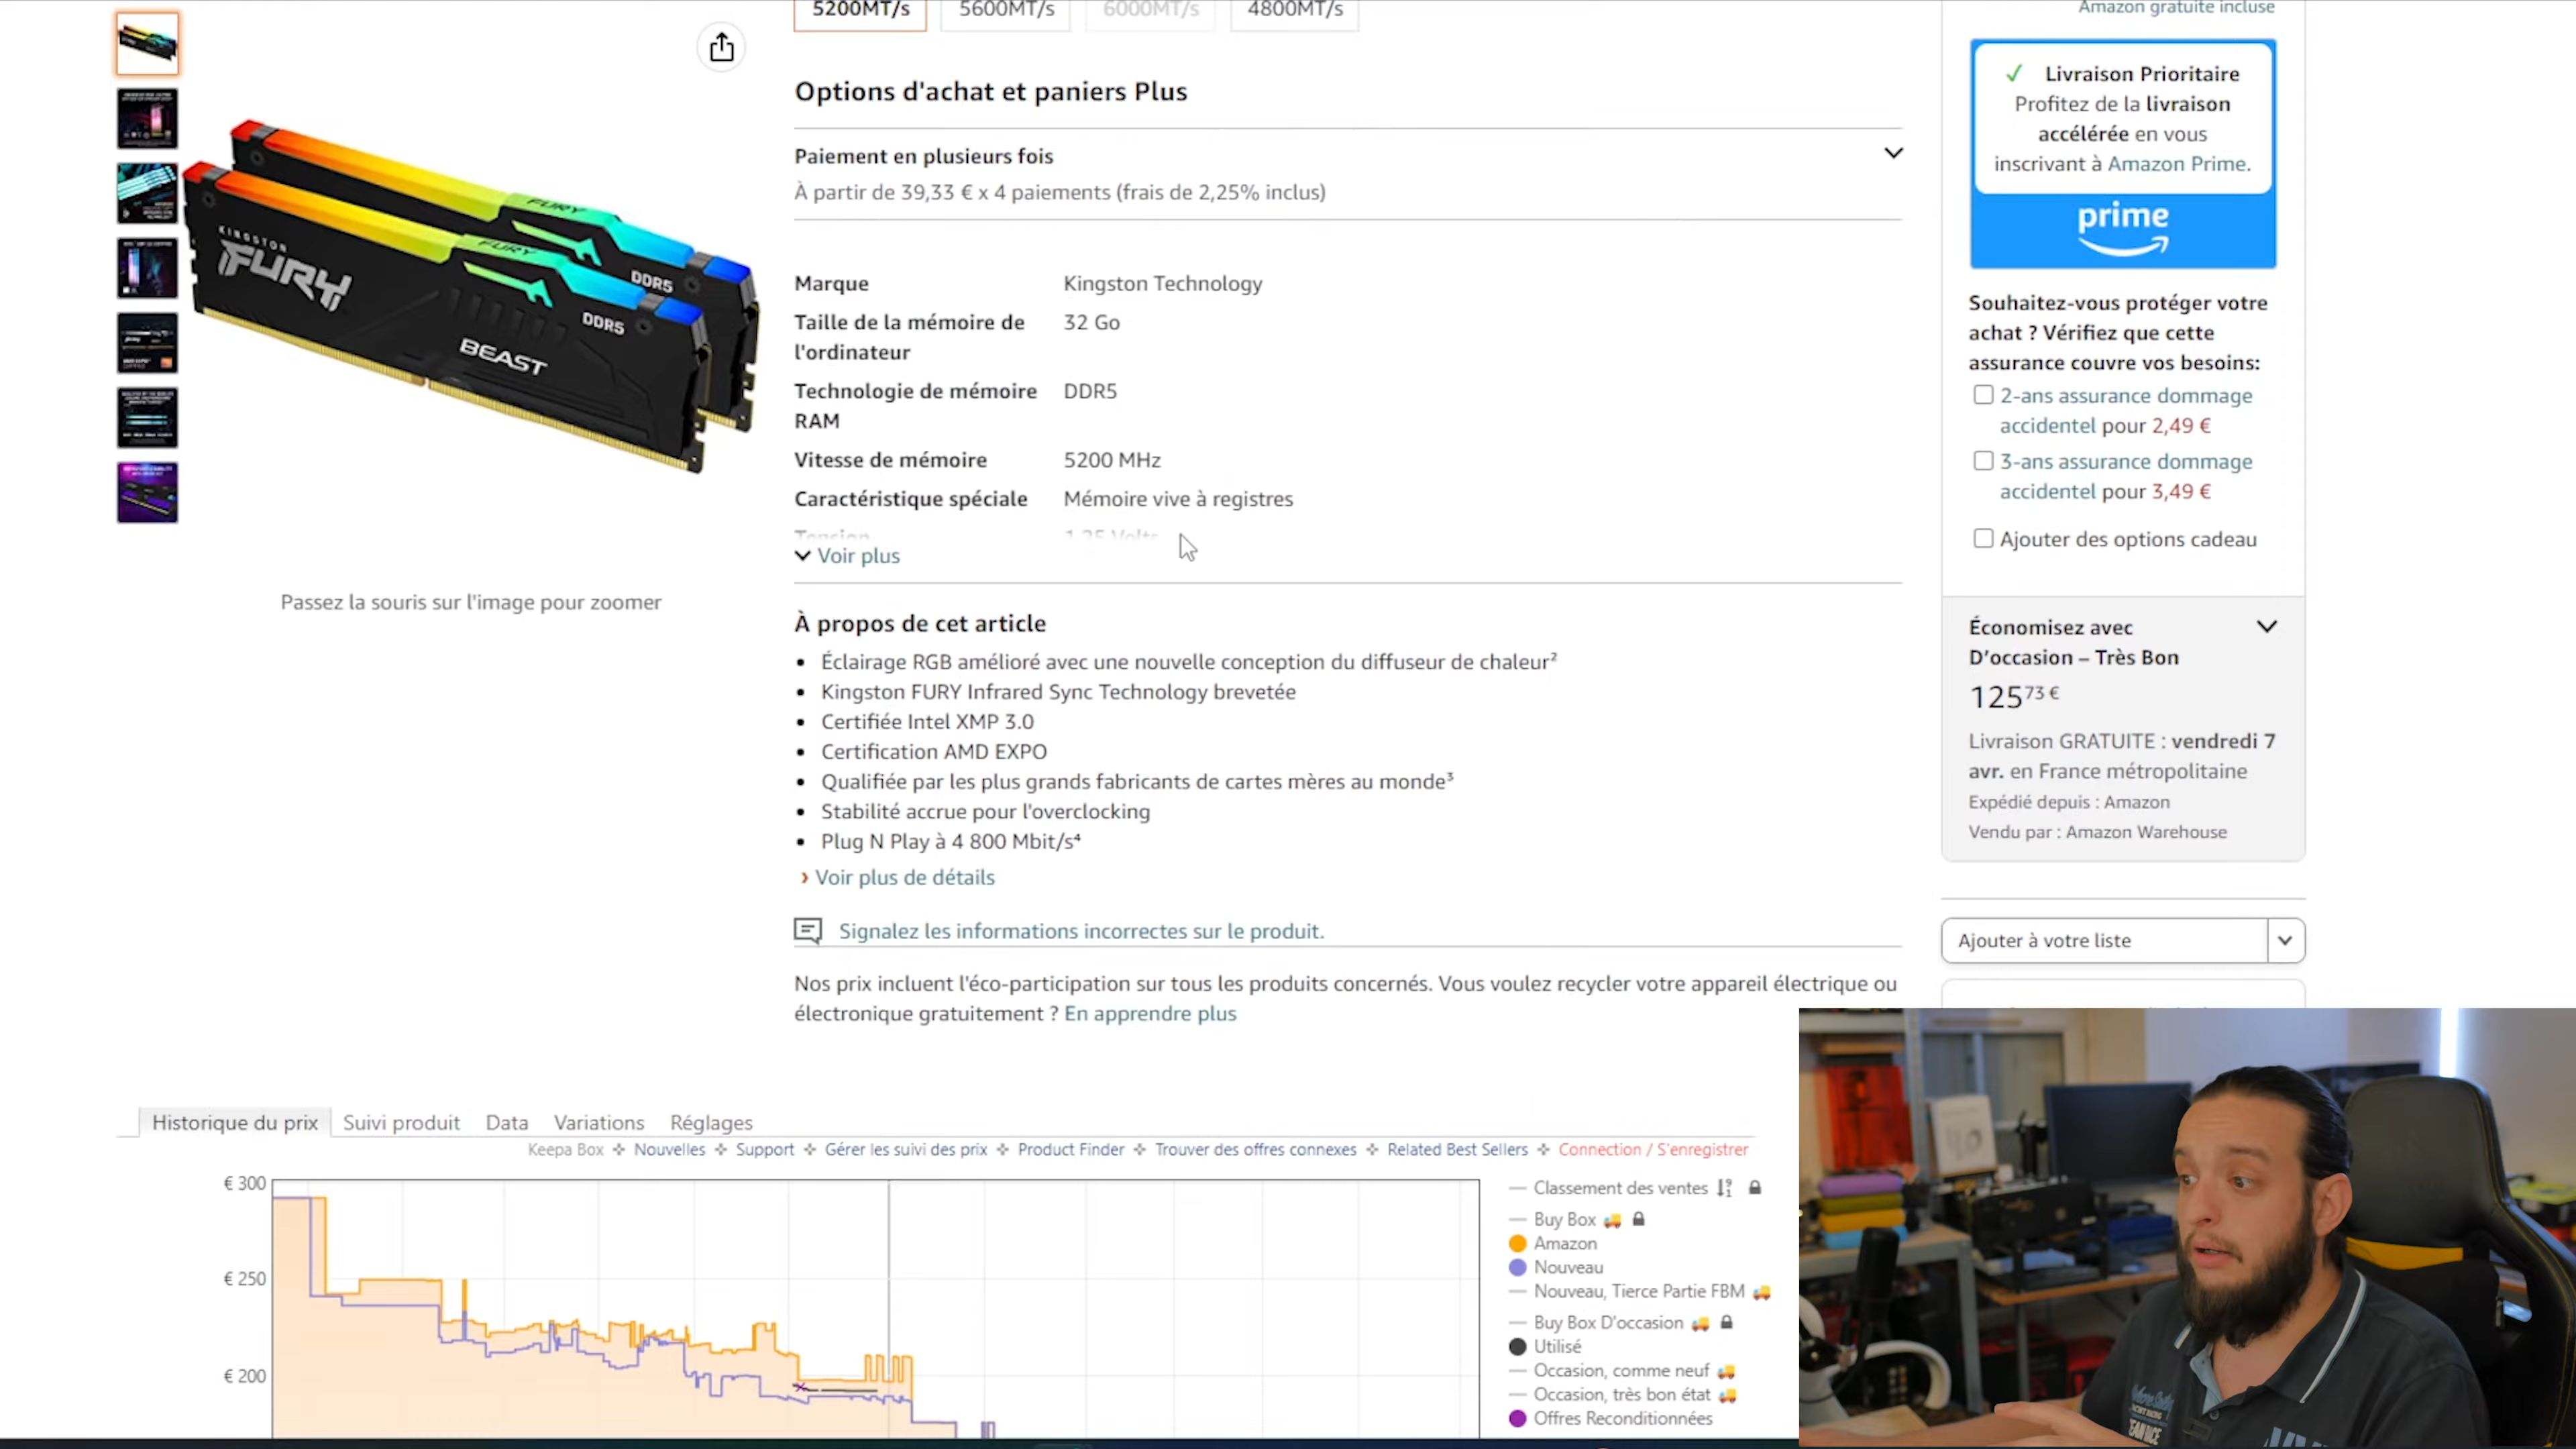 5200MT/s 5600MT/s 6000MT/s 4800MT/s
Options d'achat et paniers Plus
Paiement en plusieurs fois
À partir de 39,33 € x 4 paiements (frais de 2,25% inclus)
KINGSTON
FURY
FURY
FURY
DDR5
DDR5
BEAST
Passez la souris sur l'image pour zoomer
Marque Kingston Technology
Taille de la mémoire de 32 Go
l'ordinateur
Technologie de mémoire DDR5
RAM
Vitesse de mémoire 5200 MHz
Caractéristique spéciale Mémoire vive à registres
Tension 1.25 Volts
Voir plus
À propos de cet article
• Éclairage RGB amélioré avec une nouvelle conception du diffuseur de chaleur²
• Kingston FURY Infrared Sync Technology brevetée
• Certifiée Intel XMP 3.0
• Certification AMD EXPO
• Qualifiée par les plus grands fabricants de cartes mères au monde³
• Stabilité accrue pour l'overclocking
• Plug N Play à 4 800 Mbit/s⁴
› Voir plus de détails
Signalez les informations incorrectes sur le produit.
Nos prix incluent l'éco-participation sur tous les produits concernés. Vous voulez recycler votre appareil électrique ou
électronique gratuitement ? En apprendre plus
Amazon gratuite incluse
✓ Livraison Prioritaire
Profitez de la livraison
accélérée en vous
inscrivant à Amazon Prime.
prime
Souhaitez-vous protéger votre
achat ? Vérifiez que cette
assurance couvre vos besoins:
2-ans assurance dommage
accidentel pour 2,49 €
3-ans assurance dommage
accidentel pour 3,49 €
Ajouter des options cadeau
Économisez avec
D'occasion – Très Bon
125⁷³ €
Livraison GRATUITE : vendredi 7
avr. en France métropolitaine
Expédié depuis : Amazon
Vendu par : Amazon Warehouse
Ajouter à votre liste
Historique du prix Suivi produit Data Variations Réglages
Keepa Box Nouvelles Support Gérer les suivi des prix Product Finder Trouver des offres connexes Related Best Sellers Connection / S'enregistrer
€ 300
€ 250
€ 200
Classement des ventes
Buy Box
Amazon
Nouveau
Nouveau, Tierce Partie FBM
Buy Box D'occasion
Utilisé
Occasion, comme neuf
Occasion, très bon état
Offres Reconditionnées